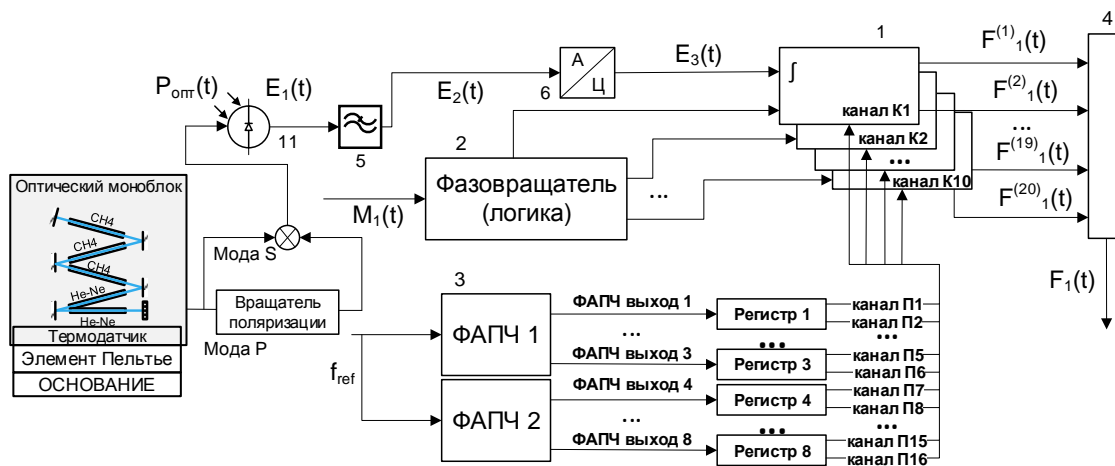 1
4
F⁽¹⁾₁(t)
Pопт(t)
E₁(t)
E₂(t)
А
Ц
6
E₃(t)
∫
канал К1
канал К2
...
канал К10
F⁽²⁾₁(t)
...
F⁽¹⁹⁾₁(t)
F⁽²⁰⁾₁(t)
11
5
2
Фазовращатель
(логика)
...
M₁(t)
F₁(t)
Оптический моноблок
CH4
CH4
CH4
He-Ne
He-Ne
Термодатчик
Элемент Пельтье
ОСНОВАНИЕ
Мода S
Вращатель
поляризации
Мода P
fref
3
ФАПЧ 1
ФАПЧ 2
ФАПЧ выход 1
...
ФАПЧ выход 3
ФАПЧ выход 4
...
ФАПЧ выход 8
Регистр 1
...
Регистр 3
Регистр 4
...
Регистр 8
канал П1
канал П2
...
канал П5
канал П6
канал П7
канал П8
...
канал П15
канал П16